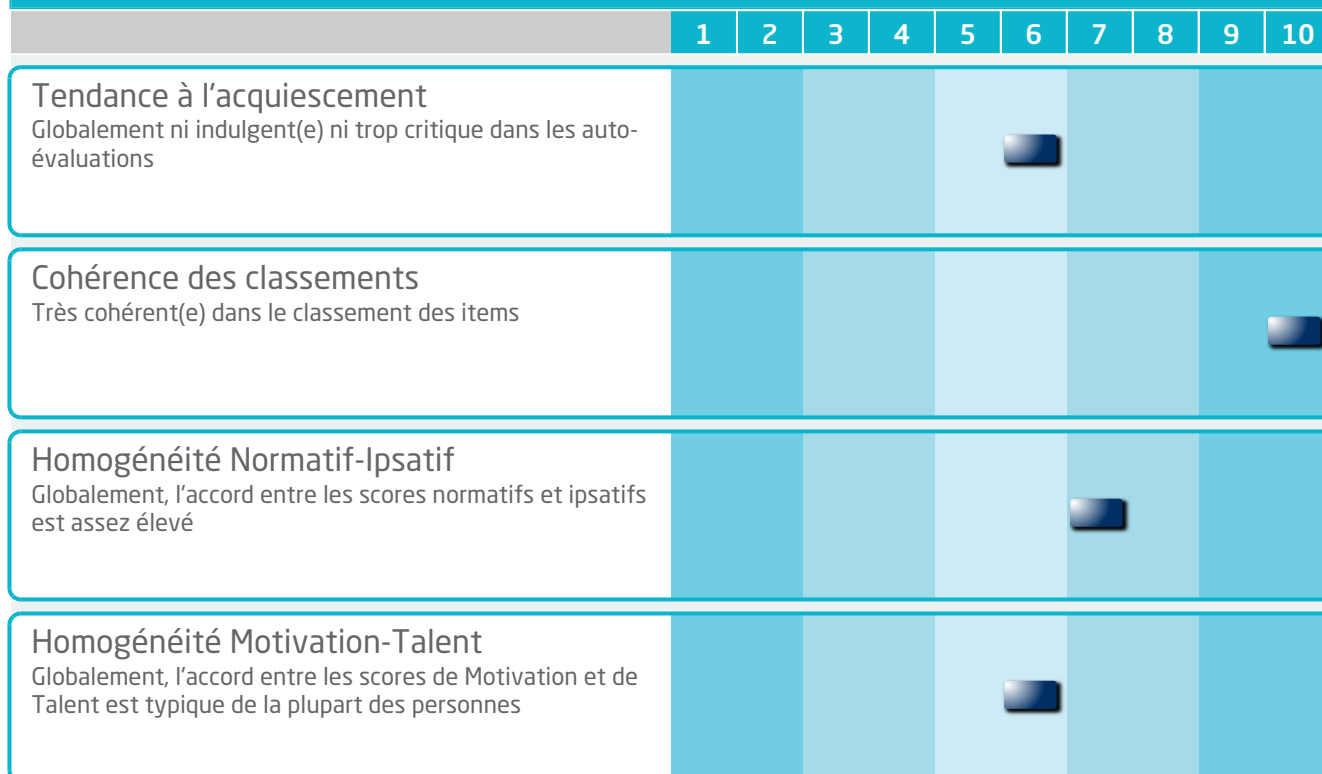 1 2 3 4 5 6 7 8 9 10
Tendance à l'acquiescement
Globalement ni indulgent(e) ni trop critique dans les auto-
évaluations
Cohérence des classements
Très cohérent(e) dans le classement des items
Homogénéité Normatif-Ipsatif
Globalement, l'accord entre les scores normatifs et ipsatifs
est assez élevé
Homogénéité Motivation-Talent
Globalement, l'accord entre les scores de Motivation et de
Talent est typique de la plupart des personnes